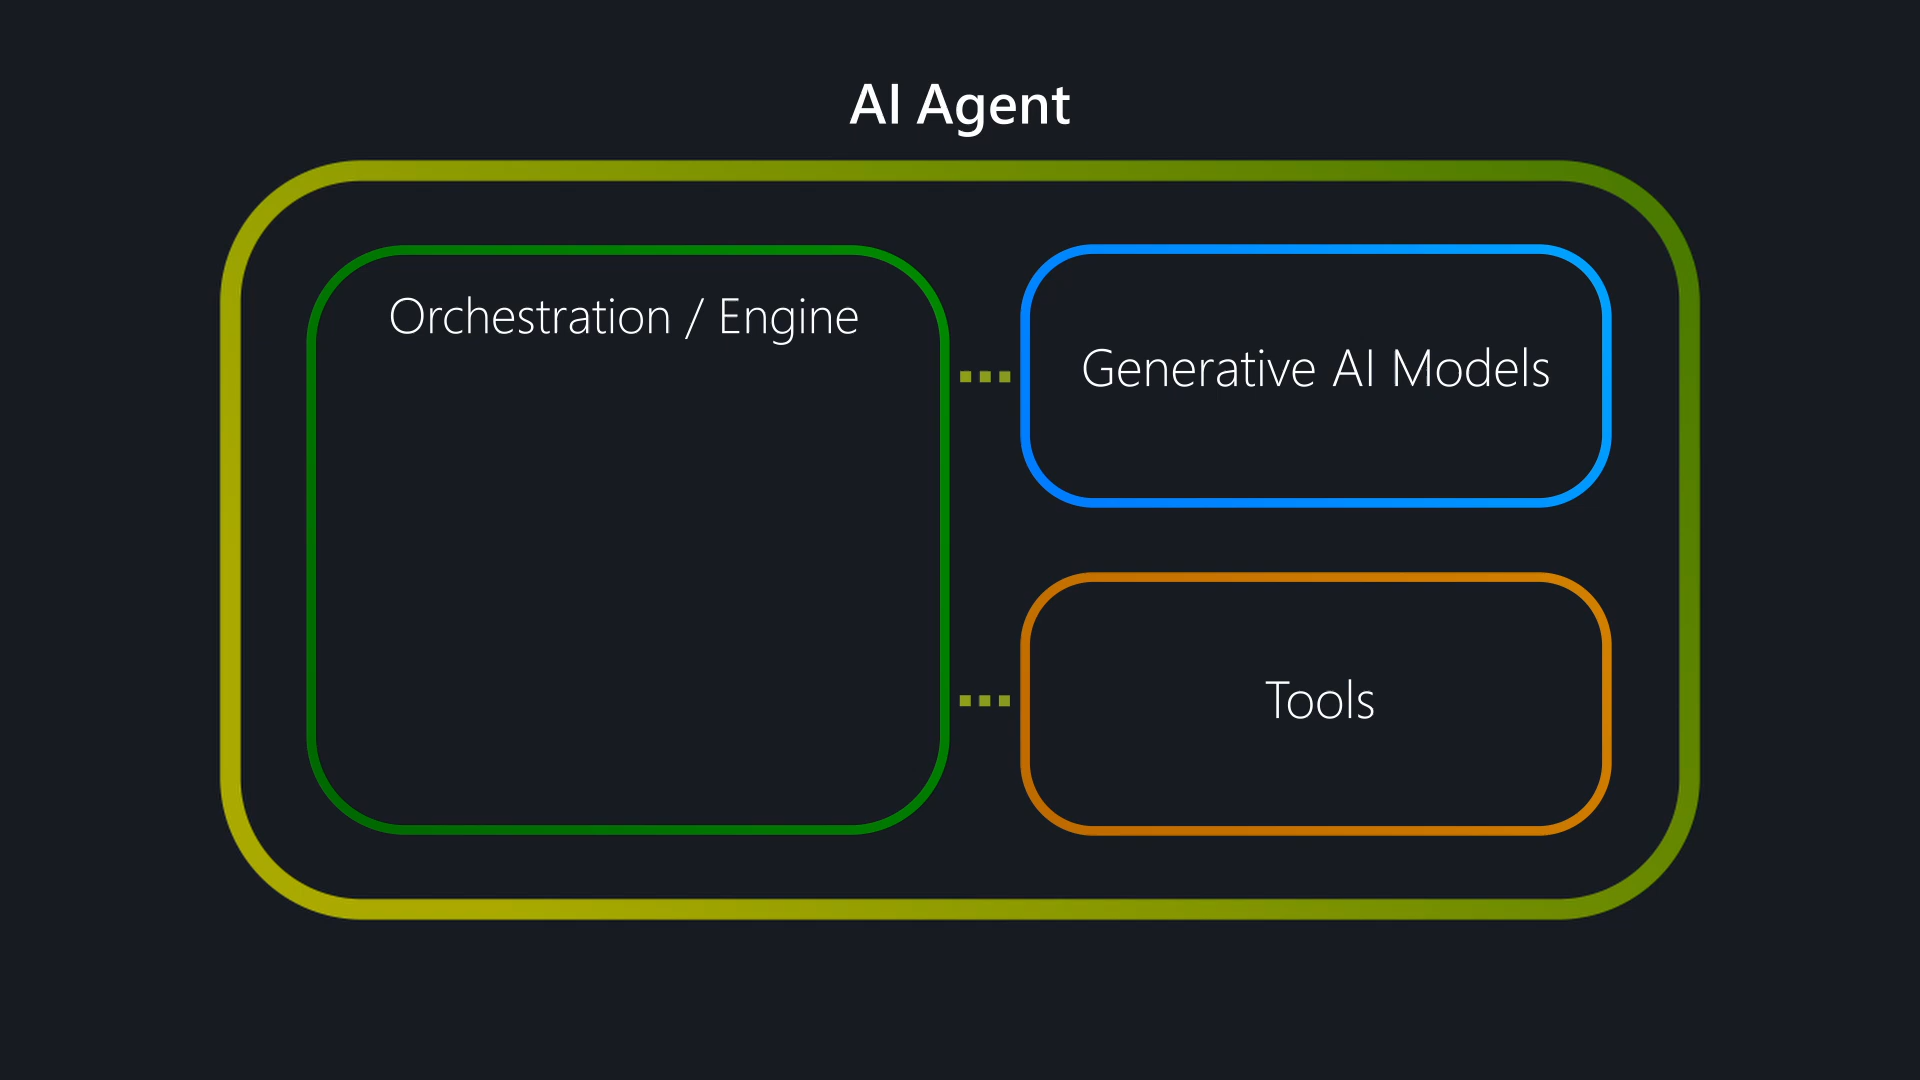 AI Agent
Orchestration / Engine
Generative AI Models
Tools